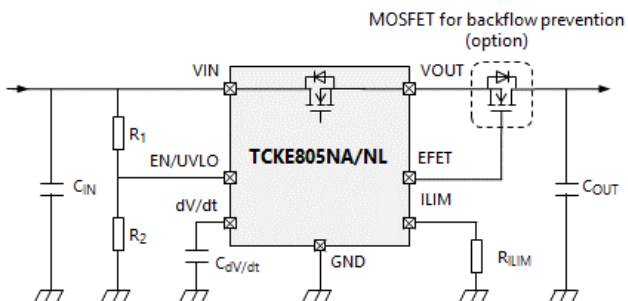 MOSFET for backflow prevention
(option)
VIN
VOUT
R1
EN/UVLO
TCKE805NA/NL
EFET
CIN
dV/dt
ILIM
COUT
R2
CdV/dt
GND
RILIM